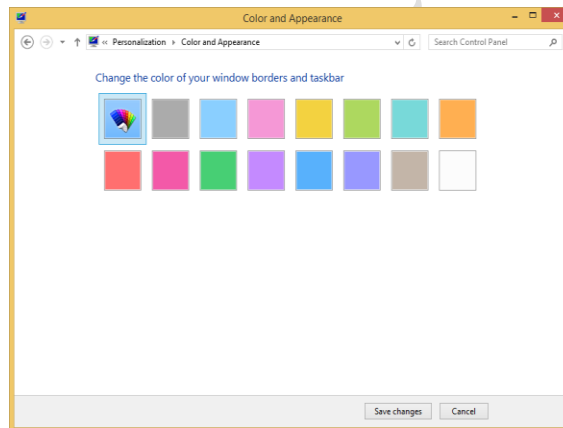 Color and Appearance
« Personalization ▸ Color and Appearance
Search Control Panel
Change the color of your window borders and taskbar
Save changes
Cancel